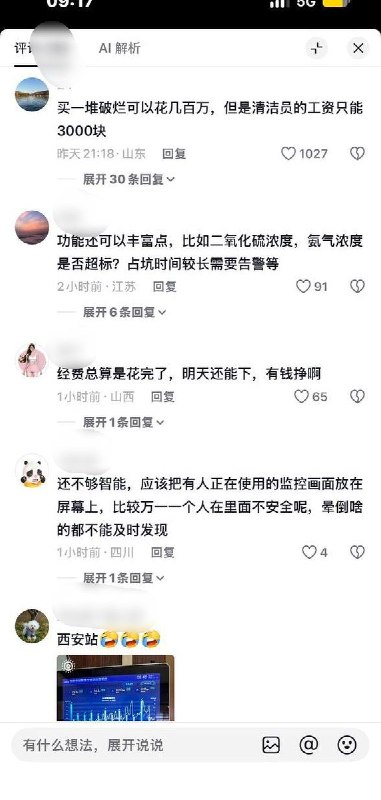 09:17
5G
评
AI 解析
买一堆破烂可以花几百万，但是清洁员的工资只能
3000块
昨天 21:18 · 山东 回复
1027
展开 30 条回复
功能还可以丰富点，比如二氧化硫浓度，氨气浓度
是否超标？占坑时间较长需要告警等
2小时前 · 江苏 回复
91
展开 6 条回复
经费总算是花完了，明天还能下，有钱挣啊
1小时前 · 山西 回复
65
展开 1 条回复
还不够智能，应该把有人正在使用的监控画面放在
屏幕上，比较万一一个人在里面不安全呢，晕倒啥
的都不能及时发现
1小时前 · 四川 回复
4
展开 1 条回复
西安站🤣🤣🤣
有什么想法，展开说说